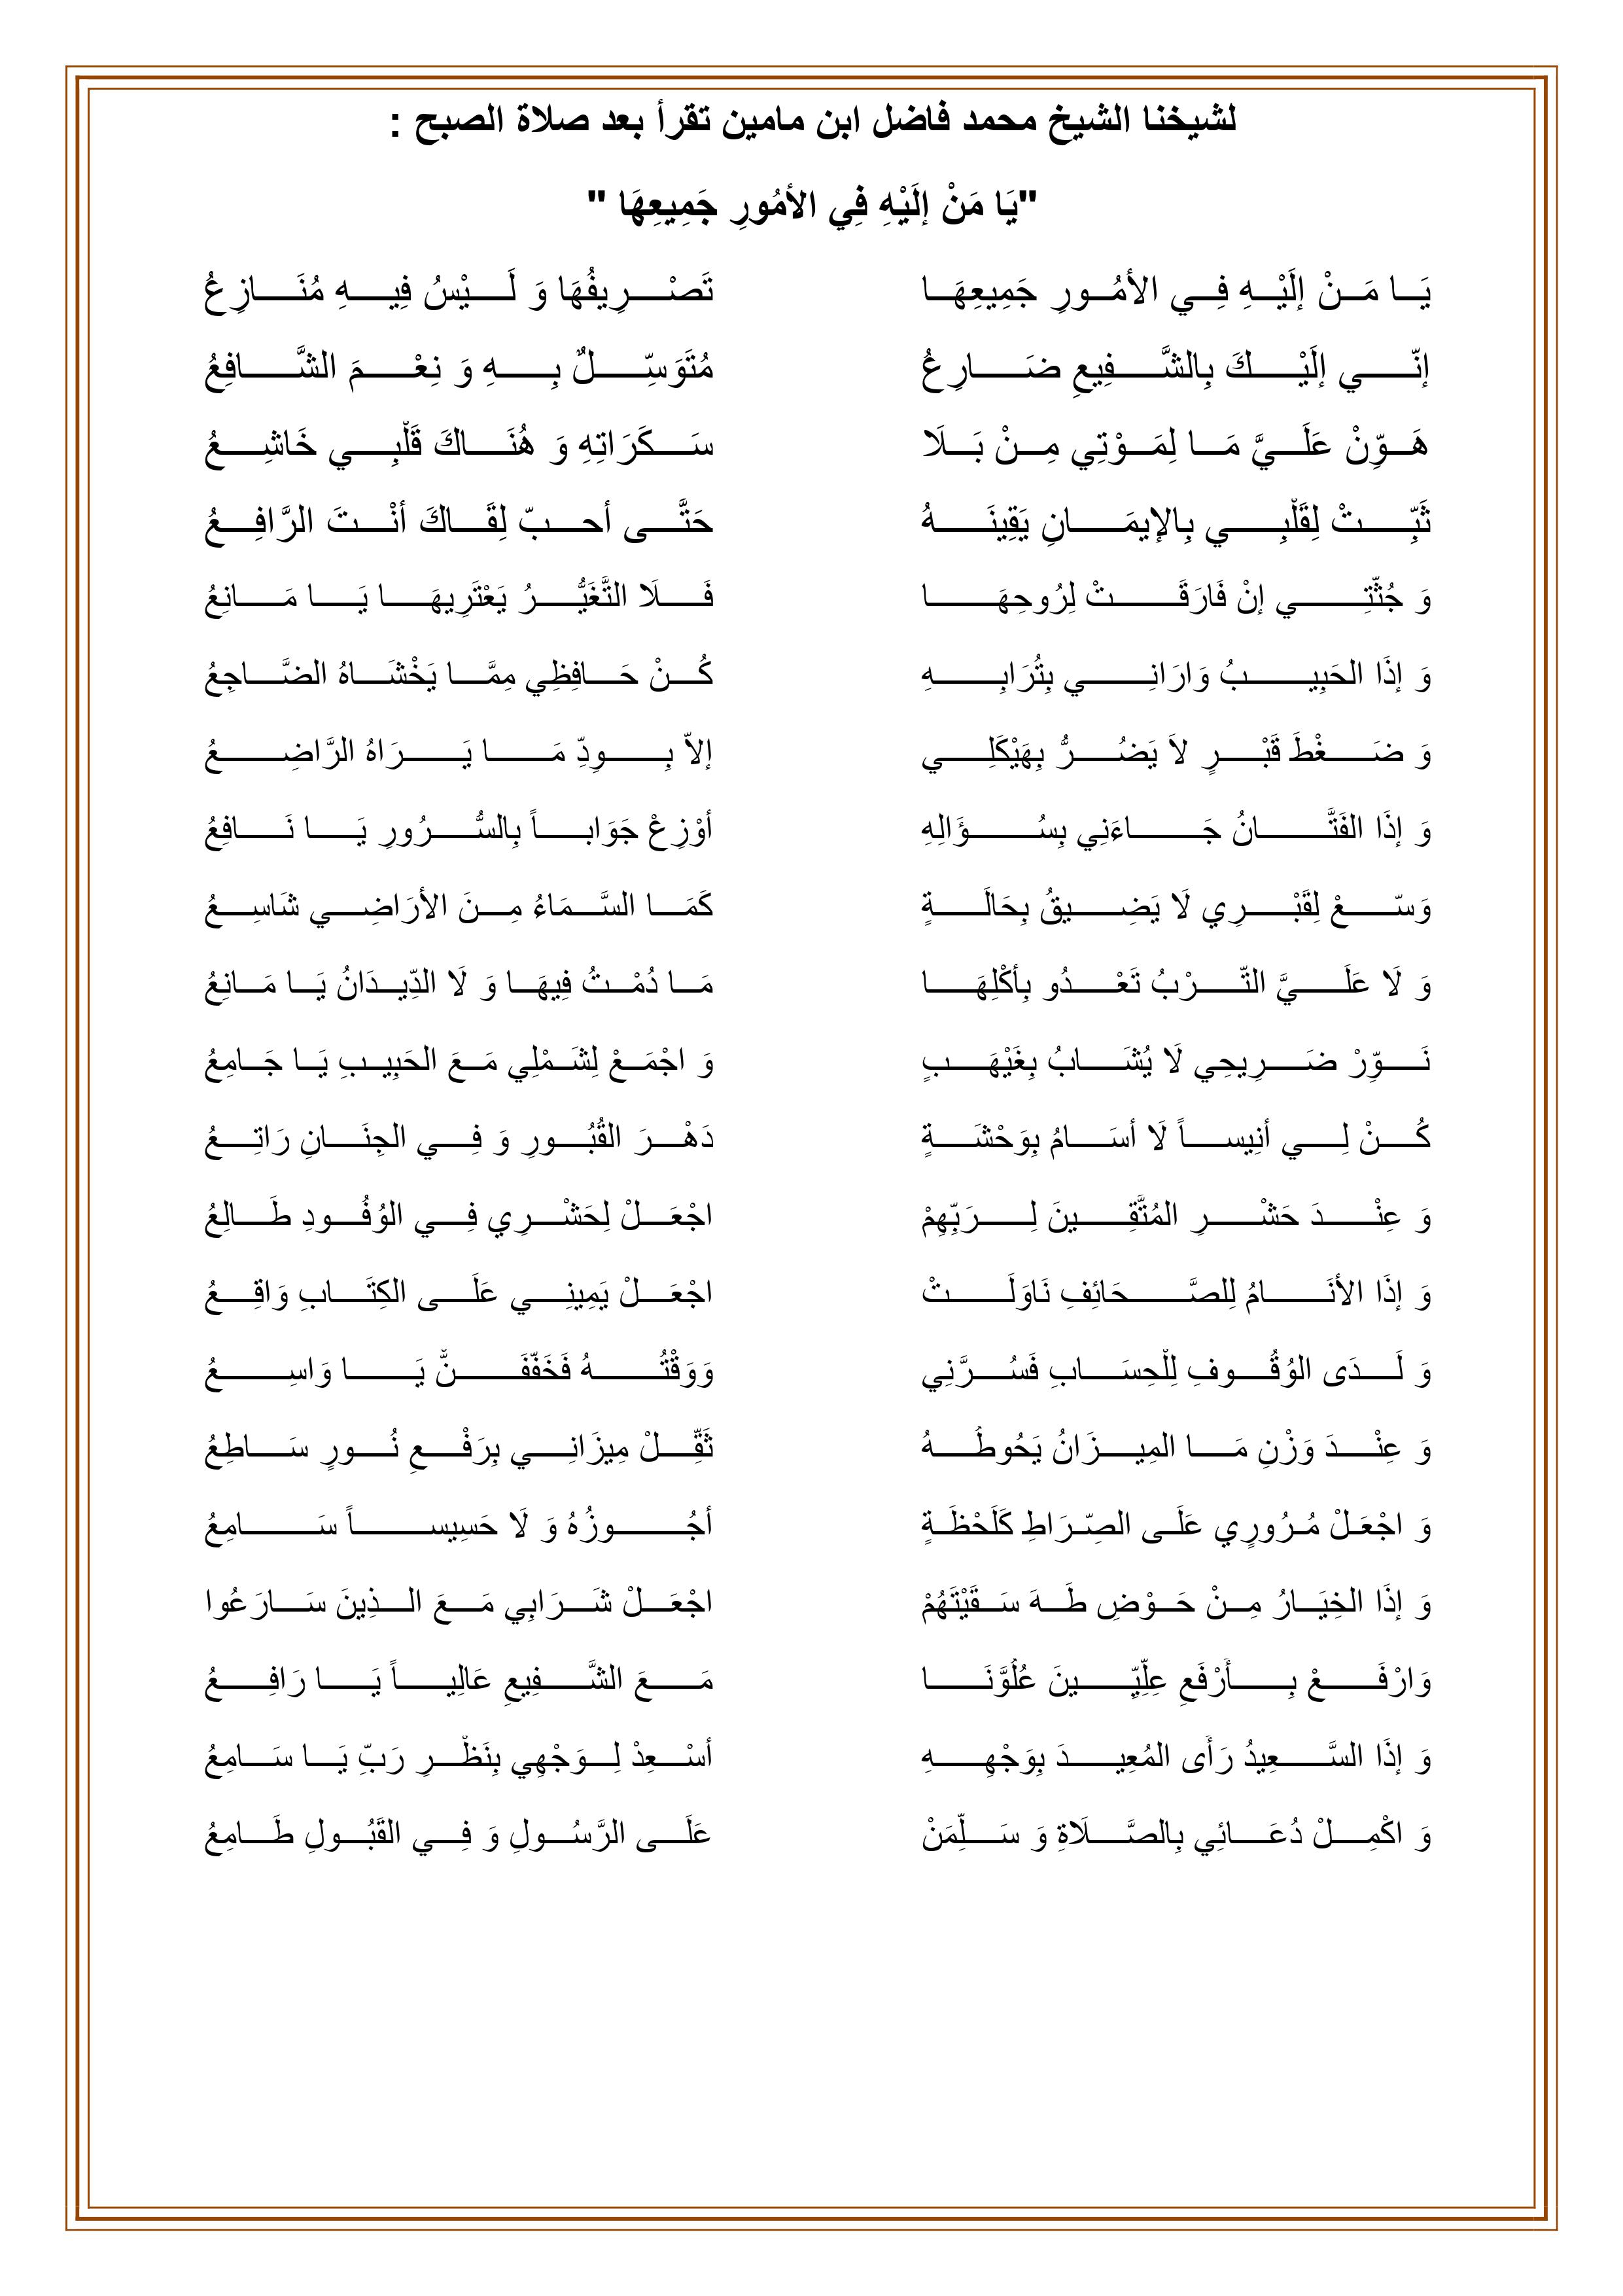 لشيخنا الشيخ محمد فاضل ابن مامين تقرأ بعد صلاة الصبح :
"يَا مَنْ إلَيْهِ فِي الأمُورِ جَمِيعِهَا "
يَا مَنْ إلَيْهِ فِي الأمُورِ جَمِيعِهَا تَصْرِيفُهَا وَ لَيْسُ فِيهِ مُنَازِعُ
إنّي إلَيْكَ بِالشَّفِيعِ ضَارِعُ مُتَوَسِّلٌ بِهِ وَ نِعْمَ الشَّافِعُ
هَوِّنْ عَلَيَّ مَا لِمَوْتِي مِنْ بَلَا سَكَرَاتِهِ وَ هُنَاكَ قَلْبِي خَاشِعُ
ثَبِّتْ لِقَلْبِي بِالإيمَانِ يَقِينَهُ حَتَّى أحبّ لِقَاكَ أنْتَ الرَّافِعُ
وَ جُثّتِي إنْ فَارَقَتْ لِرُوحِهَا فَلَا التَّغَيُّرُ يَعْتَرِيهَا يَا مَانِعُ
وَ إذَا الحَبِيبُ وَارَانِي بِتُرَابِهِ كُنْ حَافِظِي مِمَّا يَخْشَاهُ الضَّاجِعُ
وَ ضَغْطَ قَبْرٍ لاَ يَضُرُّ بِهَيْكَلِي إلاّ بِوِدِّ مَا يَرَاهُ الرَّاضِعُ
وَ إذَا الفَتَّانُ جَاءَنِي بِسُؤَالِهِ أوْزِعْ جَوَاباً بِالسُّرُورِ يَا نَافِعُ
وَسّعْ لِقَبْرِي لَا يَضِيقُ بِحَالَةٍ كَمَا السَّمَاءُ مِنَ الأرَاضِي شَاسِعُ
وَ لَا عَلَيَّ التّرْبُ تَعْدُو بِأكْلِهَا مَا دُمْتُ فِيهَا وَ لَا الدِّيدَانُ يَا مَانِعُ
نَوِّرْ ضَرِيحِي لَا يُشَابُ بِغَيْهَبٍ وَ اجْمَعْ لِشَمْلِي مَعَ الحَبِيبِ يَا جَامِعُ
كُنْ لِي أنِيساً لَا أسَامُ بِوَحْشَةٍ دَهْرَ القُبُورِ وَ فِي الجِنَانِ رَاتِعُ
وَ عِنْدَ حَشْرِ المُتَّقِينَ لِرَبِّهِمْ اجْعَلْ لِحَشْرِي فِي الوُفُودِ طَالِعُ
وَ إذَا الأنَامُ لِلصَّحَائِفِ نَاوَلَتْ اجْعَلْ يَمِينِي عَلَى الكِتَابِ وَاقِعُ
وَ لَدَى الوُقُوفِ لِلْحِسَابِ فَسُرَّنِي وَوَقْتُهُ فَخَفّفَنَّ يَا وَاسِعُ
وَ عِنْدَ وَزْنِ مَا المِيزَانُ يَحُوطُهُ ثَقِّلْ مِيزَانِي بِرَفْعِ نُورٍ سَاطِعُ
وَ اجْعَلْ مُرُورِي عَلَى الصِّرَاطِ كَلَحْظَةٍ أجُوزُهُ وَ لَا حَسِيساً سَامِعُ
وَ إذَا الخِيَارُ مِنْ حَوْضِ طَهَ سَقَيْتَهُمْ اجْعَلْ شَرَابِي مَعَ الذِينَ سَارَعُوا
وَارْفَعْ بِأَرْفَعِ عِلِّيِّينَ عُلُوَّنَا مَعَ الشَّفِيعِ عَالِياً يَا رَافِعُ
وَ إذَا السَّعِيدُ رَأَى المُعِيدَ بِوَجْهِهِ أسْعِدْ لِوَجْهِي بِنَظْرِ رَبّ يَا سَامِعُ
وَ اكْمِلْ دُعَائِي بِالصَّلَاةِ وَ سَلِّمَنْ عَلَى الرَّسُولِ وَ فِي القَبُولِ طَامِعُ